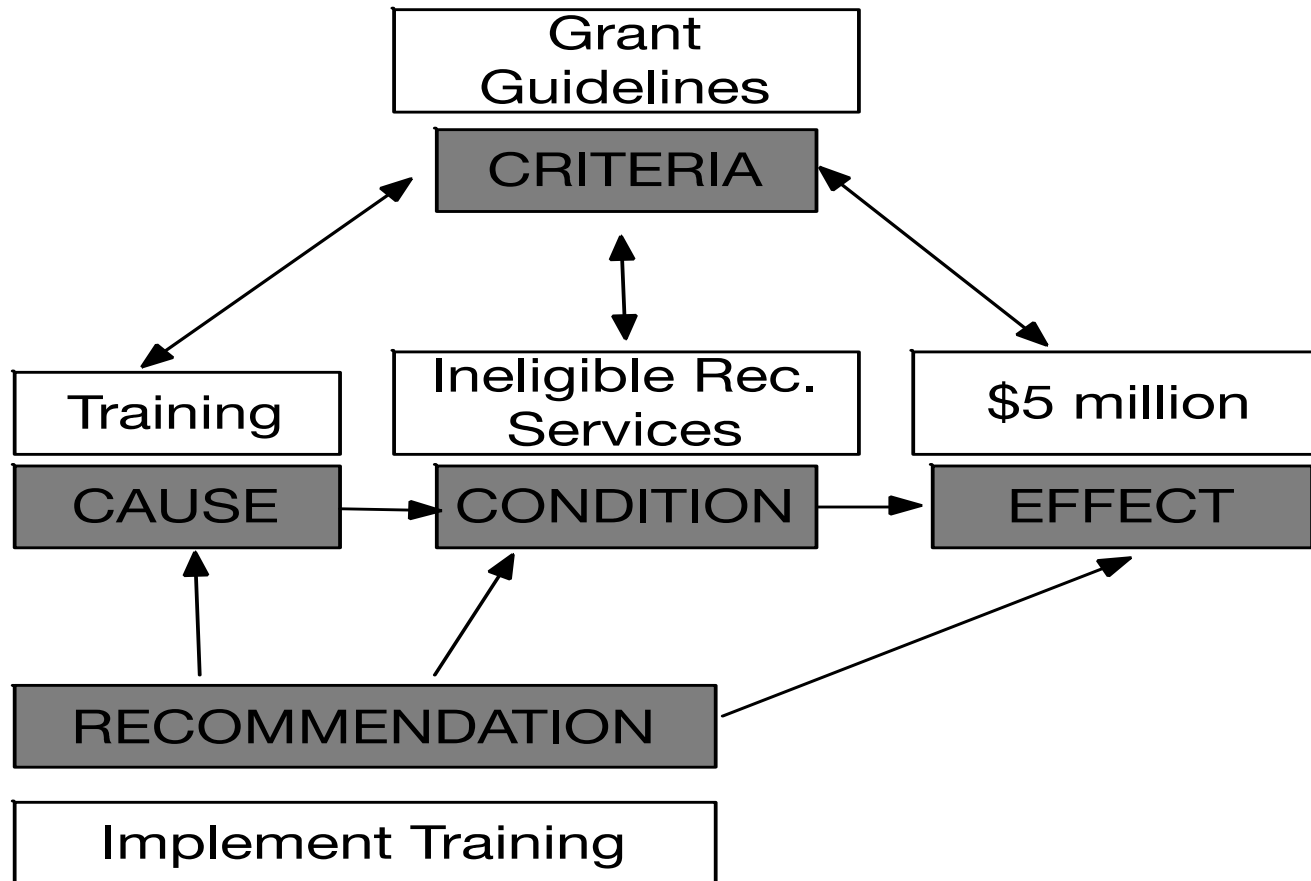 Grant
Guidelines
CRITERIA
Training
Ineligible Rec.
Services
$5 million
CAUSE
CONDITION
EFFECT
RECOMMENDATION
Implement Training